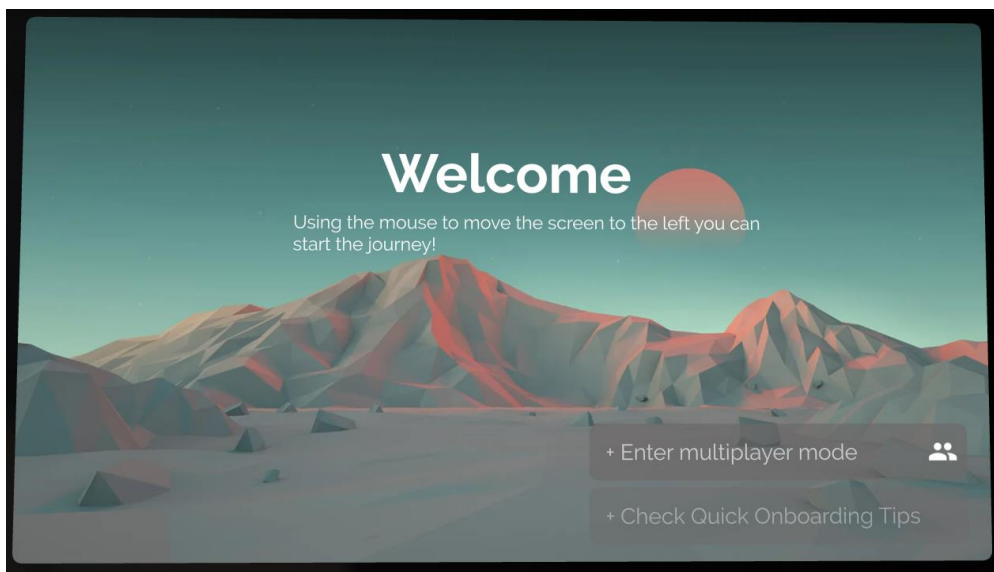 Welcome
Using the mouse to move the screen to the left you can
start the journey!
+ Enter multiplayer mode
+ Check Quick Onboarding Tips